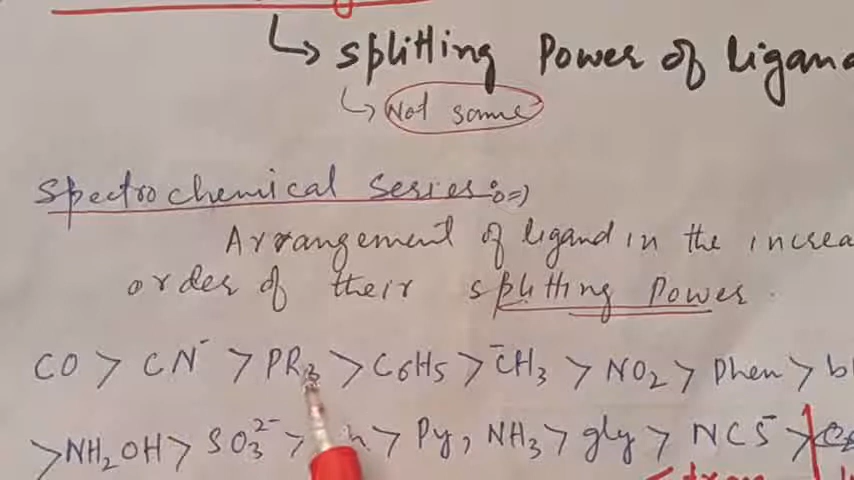 ↳ splitting Power of ligand
↳ Not same
Spectrochemical Series :⇒
Arrangement of ligand in the increa
order of their splitting Power.
CO > CN⁻ > PR3 > C6H5 > ⁻CH3 > NO2 > Phen > b
> NH2OH > SO3²⁻ > > Py, NH3 > gly > NCS⁻ >